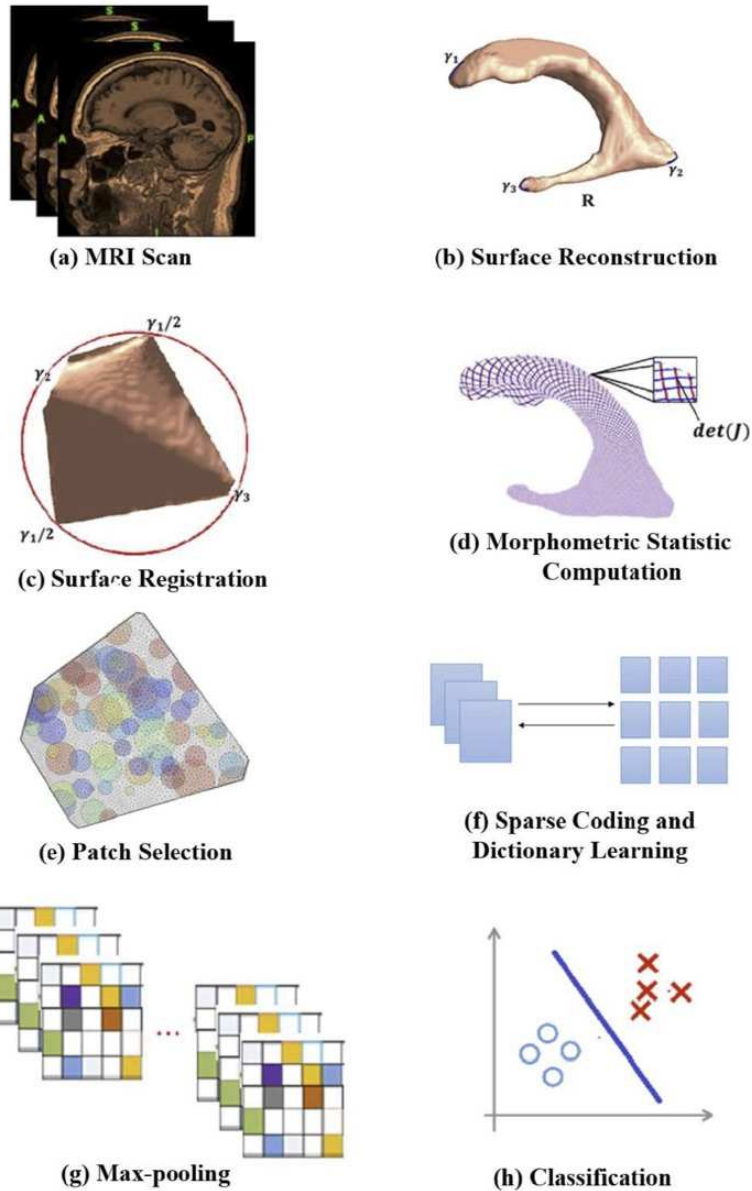 S
S
S
A
A
A
P
I
(a) MRI Scan
γ1
γ2
γ3
R
(b) Surface Reconstruction
γ1/2
γ2
γ3
γ1/2
(c) Surface Registration
det(J)
(d) Morphometric Statistic
Computation
(e) Patch Selection
(f) Sparse Coding and
Dictionary Learning
...
(g) Max-pooling
(h) Classification